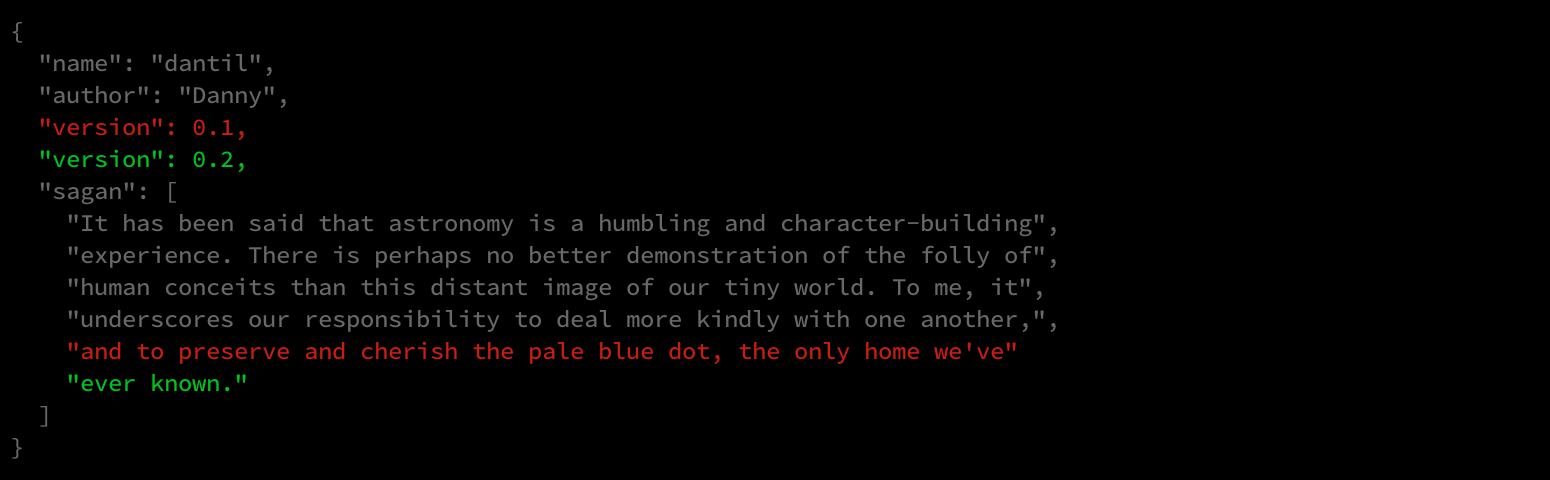 {
  "name": "dantil",
  "author": "Danny",
  "version": 0.1,
  "version": 0.2,
  "sagan": [
    "It has been said that astronomy is a humbling and character-building",
    "experience. There is perhaps no better demonstration of the folly of",
    "human conceits than this distant image of our tiny world. To me, it",
    "underscores our responsibility to deal more kindly with one another,",
    "and to preserve and cherish the pale blue dot, the only home we've"
    "ever known."
  ]
}